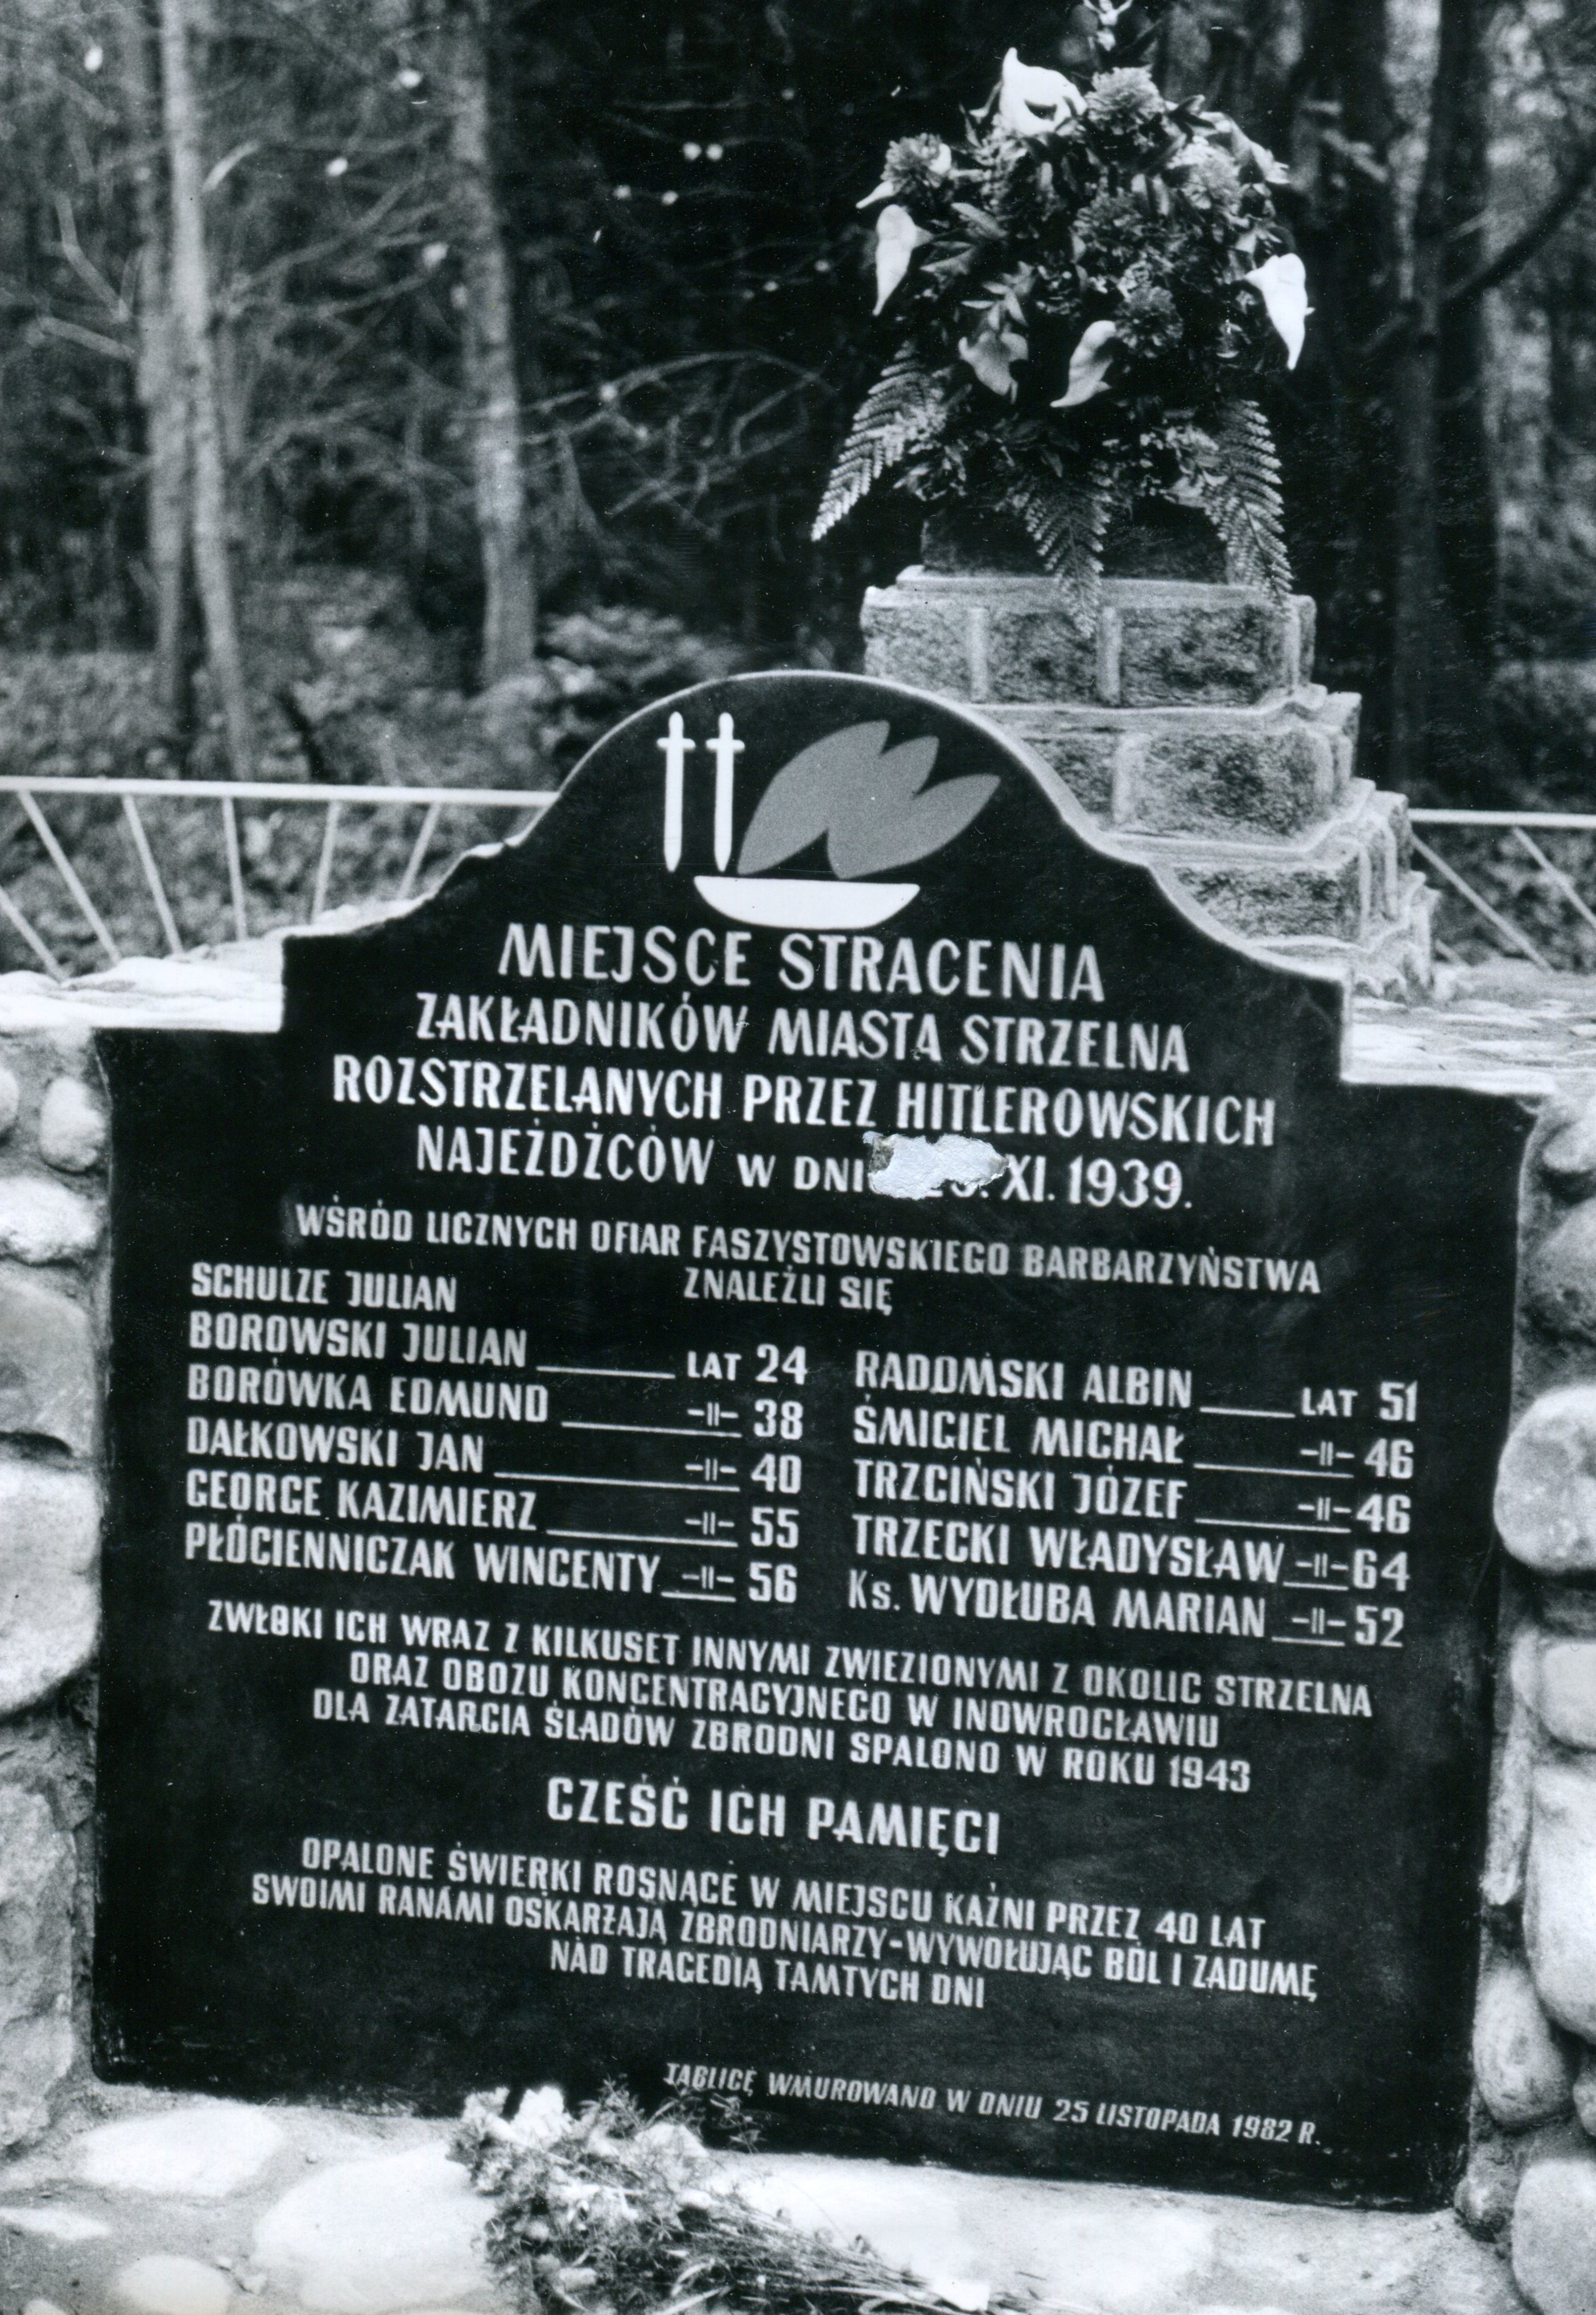 MIEJSCE STRACENIA
ZAKŁADNIKÓW MIASTA STRZELNA
ROZSTRZELANYCH PRZEZ HITLEROWSKICH
NAJEŹDŹCÓW W DNI XI. 1939.
WŚRÓD LICZNYCH OFIAR FASZYSTOWSKIEGO BARBARZYŃSTWA
ZNALEŹLI SIĘ
SCHULZE JULIAN
BOROWSKI JULIAN LAT 24
BORÓWKA EDMUND -II- 38
DAŁKOWSKI JAN -II- 40
GEORGE KAZIMIERZ -II- 55
PŁÓCIENNICZAK WINCENTY -II- 56
RADOMSKI ALBIN LAT 51
ŚMIGIEL MICHAŁ -II- 46
TRZCIŃSKI JÓZEF -II- 46
TRZECKI WŁADYSŁAW -II- 64
Ks. WYDŁUBA MARIAN -II- 52
ZWŁOKI ICH WRAZ Z KILKUSET INNYMI ZWIEZIONYMI Z OKOLIC STRZELNA
ORAZ OBOZU KONCENTRACYJNEGO W INOWROCŁAWIU
DLA ZATARCIA ŚLADÓW ZBRODNI SPALONO W ROKU 1943
CZEŚĆ ICH PAMIĘCI
OPALONE ŚWIERKI ROSNĄCE W MIEJSCU KAŹNI PRZEZ 40 LAT
SWOIMI RANAMI OSKARŻAJĄ ZBRODNIARZY-WYWOŁUJĄC BÓL I ZADUMĘ
NAD TRAGEDIĄ TAMTYCH DNI
TABLICĘ WMUROWANO W DNIU 25 LISTOPADA 1982 R.